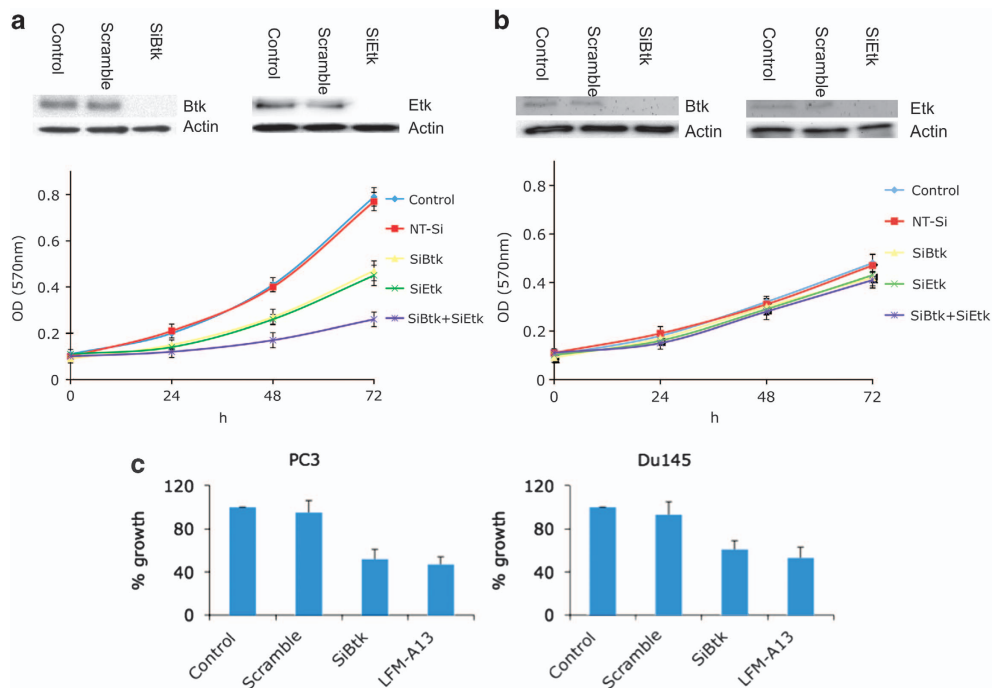 a
Control
Scramble
SiBtk
Btk
Actin
Control
Scramble
SiEtk
Etk
Actin
OD (570nm)
0.8
0.6
0.4
0.2
0
0
24
48
72
h
Control
NT-Si
SiBtk
SiEtk
SiBtk+SiEtk
b
Control
Scramble
SiBtk
Btk
Actin
Control
Scramble
SiEtk
Etk
Actin
OD (570nm)
0.8
0.6
0.4
0.2
0
0
24
48
72
h
Control
NT-Si
SiBtk
SiEtk
SiBtk+SiEtk
c
PC3
% growth
120
80
40
0
Control
Scramble
SiBtk
LFM-A13
Du145
% growth
120
80
40
0
Control
Scramble
SiBtk
LFM-A13